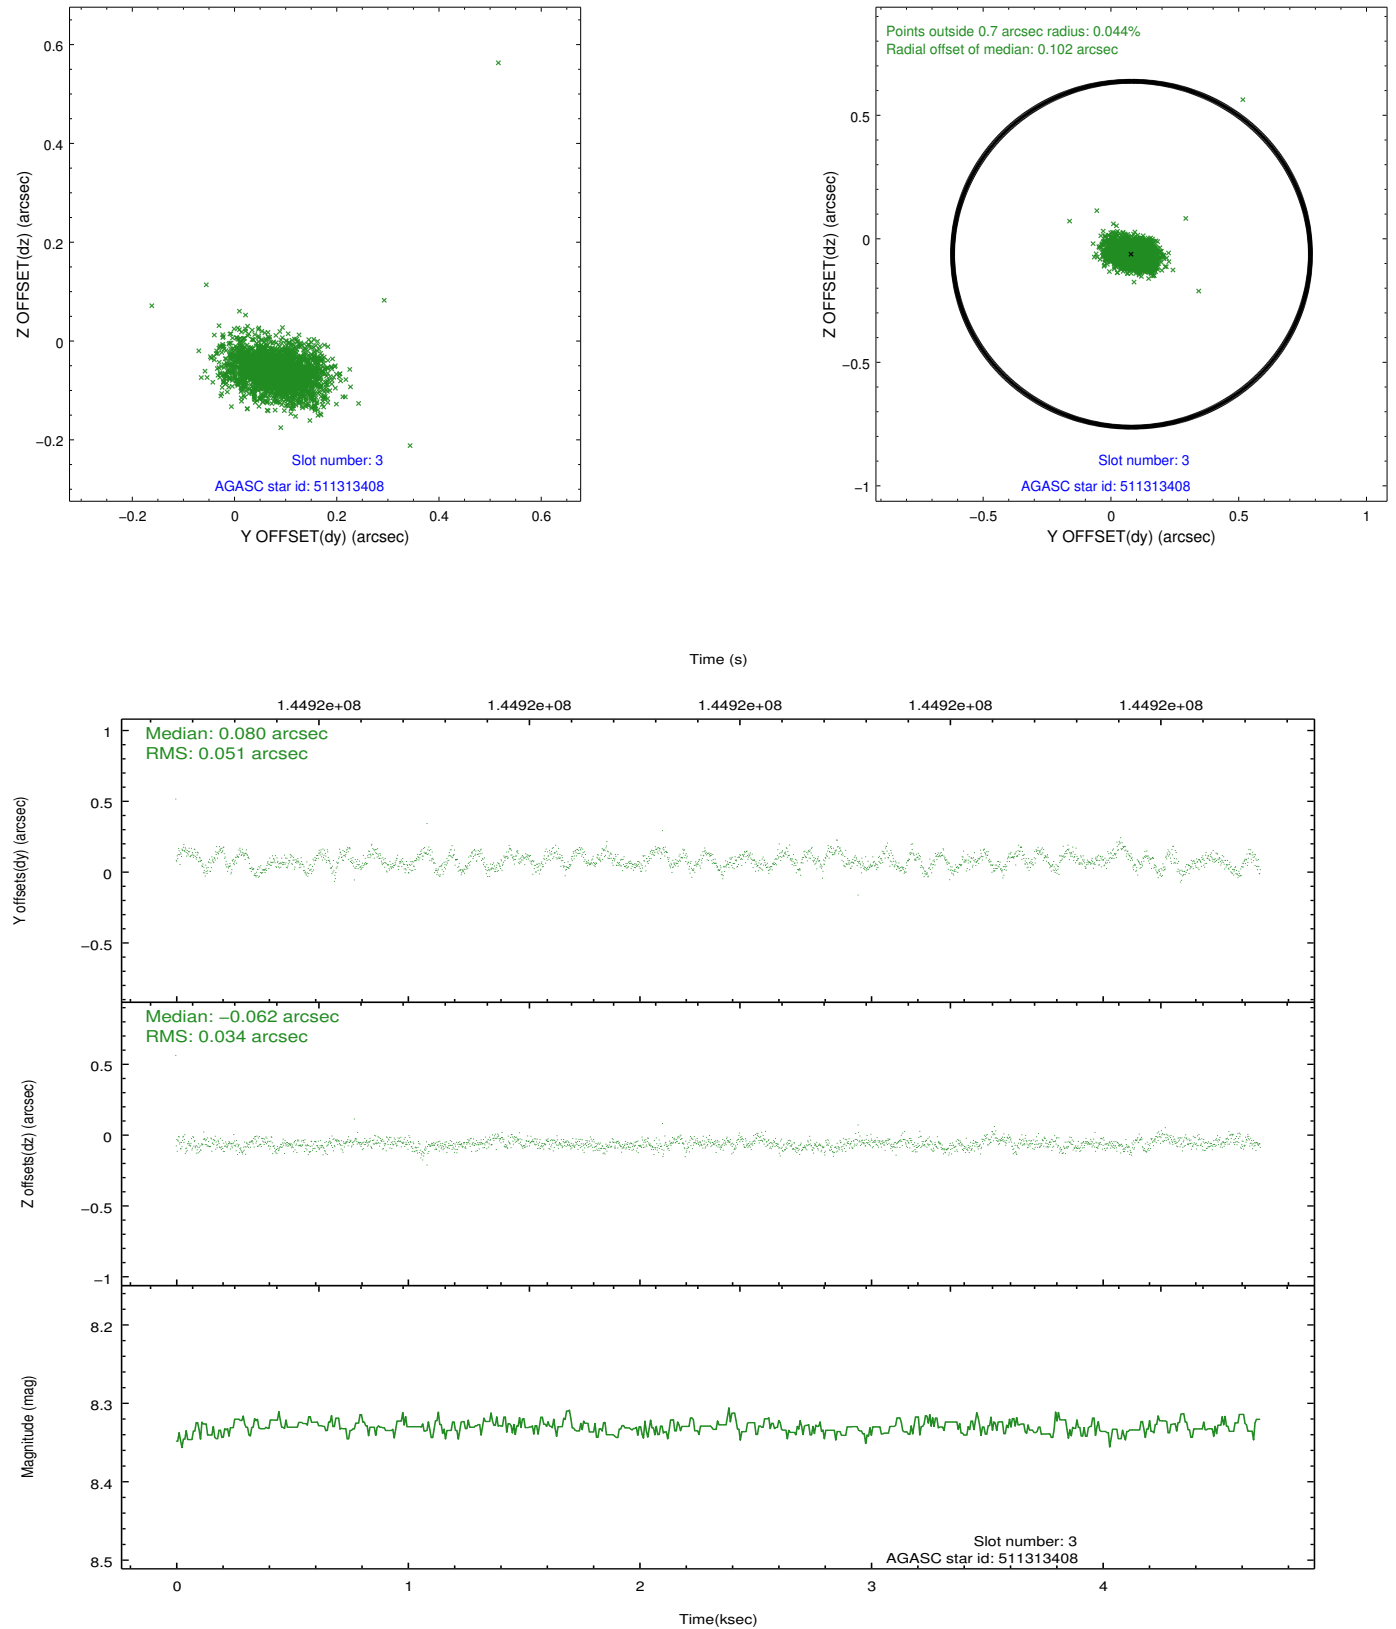 0.6
0.4
0.2
0
−0.2
Z OFFSET(dz) (arcsec)
Slot number: 3
AGASC star id: 511313408
−0.2 0 0.2 0.4 0.6
Y OFFSET(dy) (arcsec)
Points outside 0.7 arcsec radius: 0.044%
Radial offset of median: 0.102 arcsec
0.5
0
−0.5
−1
Z OFFSET(dz) (arcsec)
Slot number: 3
AGASC star id: 511313408
−0.5 0 0.5 1
Y OFFSET(dy) (arcsec)
Time (s)
1.4492e+08 1.4492e+08 1.4492e+08 1.4492e+08 1.4492e+08
Median: 0.080 arcsec
RMS: 0.051 arcsec
1
0.5
0
−0.5
Y offsets(dy) (arcsec)
Median: −0.062 arcsec
RMS: 0.034 arcsec
0.5
0
−0.5
−1
Z offsets(dz) (arcsec)
8.2
8.3
8.4
8.5
Magnitude (mag)
Slot number: 3
AGASC star id: 511313408
0 1 2 3 4
Time(ksec)